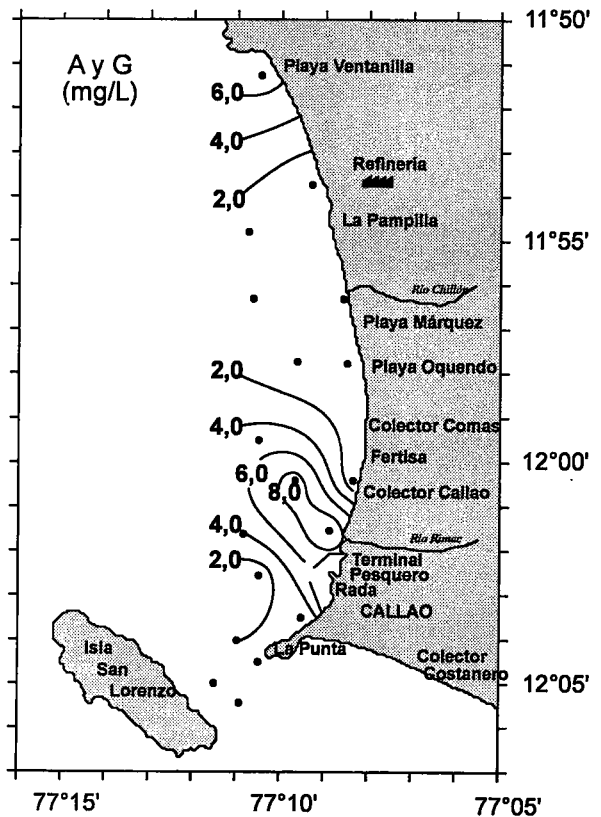 11°50'
A y G
(mg/L)
Playa Ventanilla
6,0
4,0
Refinería
2,0
La Pampilla
11°55'
Río Chillón
Playa Márquez
Playa Oquendo
2,0
Colector Comas
4,0
Fertisa
12°00'
6,0
8,0
Colector Callao
4,0
Río Rimac
2,0
Terminal
Pesquero
Rada
CALLAO
La Punta
Isla
San
Lorenzo
Colector
Costanero
12°05'
77°15'
77°10'
77°05'